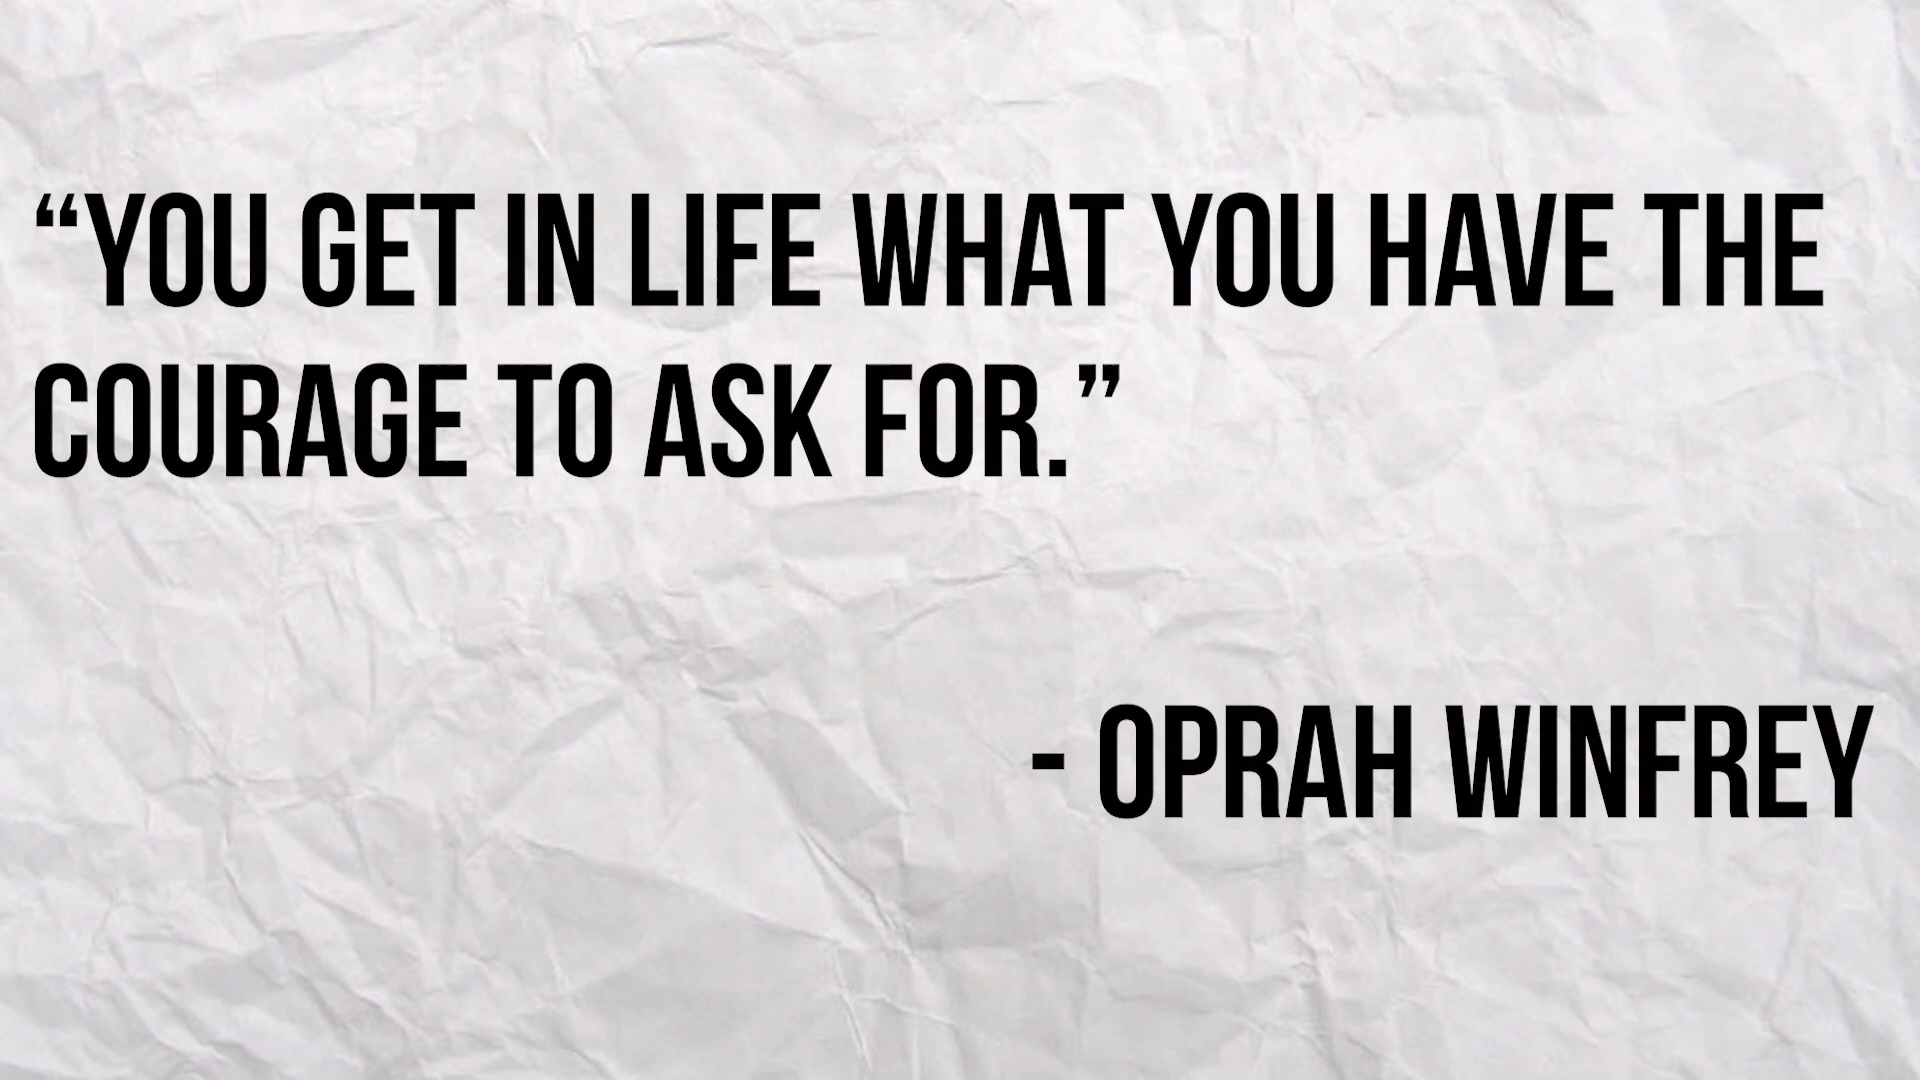 “YOU GET IN LIFE WHAT YOU HAVE THE
COURAGE TO ASK FOR.”
- OPRAH WINFREY